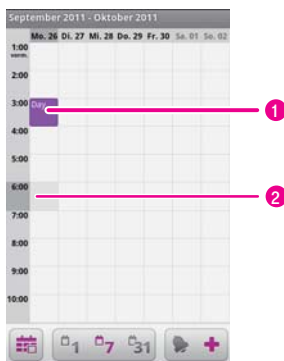 September 2011 - Oktober 2011
Mo. 26 Di. 27 Mi. 28 Do. 29 Fr. 30 Sa. 01 So. 02
1:00
vorm.
2:00
3:00 Day
1
4:00
5:00
6:00
2
7:00
8:00
9:00
10:00
1 7 31